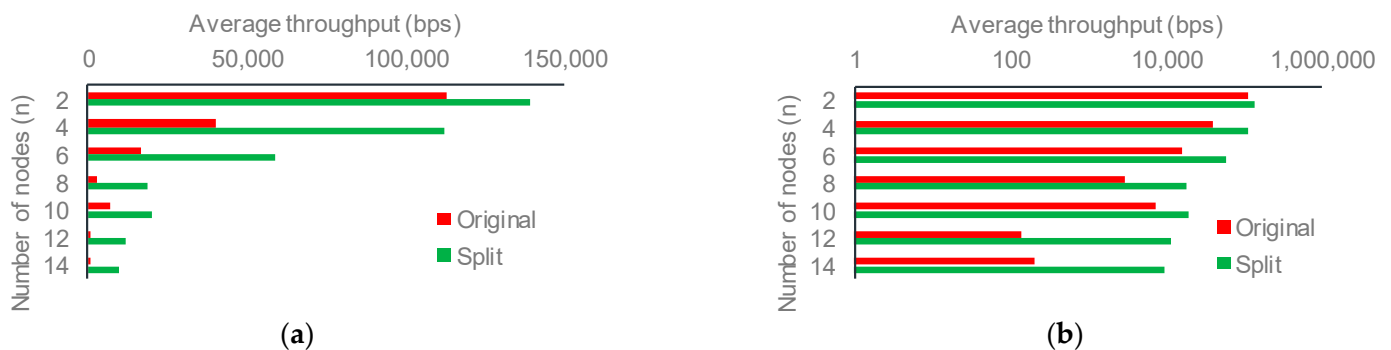 Average throughput (bps)
0 50,000 100,000 150,000
Number of nodes (n)
2
4
6
8
10
12
14
Original
Split
(a)
Average throughput (bps)
1 100 10,000 1,000,000
Number of nodes (n)
2
4
6
8
10
12
14
Original
Split
(b)